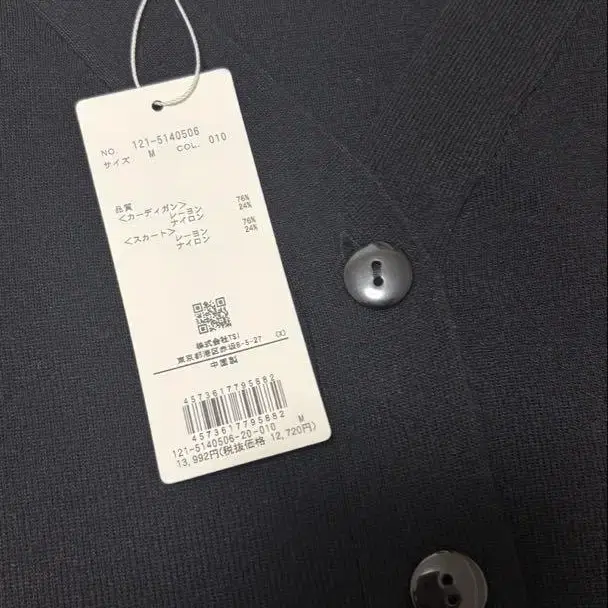 NO. 121-5140506
サイズ M COL. 010
品質
<カーディガン>
レーヨン 76%
ナイロン 24%
<スカート>
レーヨン 76%
ナイロン 24%
株式会社TSI
東京都港区赤坂8-5-27
中国製
4573617795882
4573617795882
121-5140506-20-010 M
13,992円(税抜価格 12,720円)